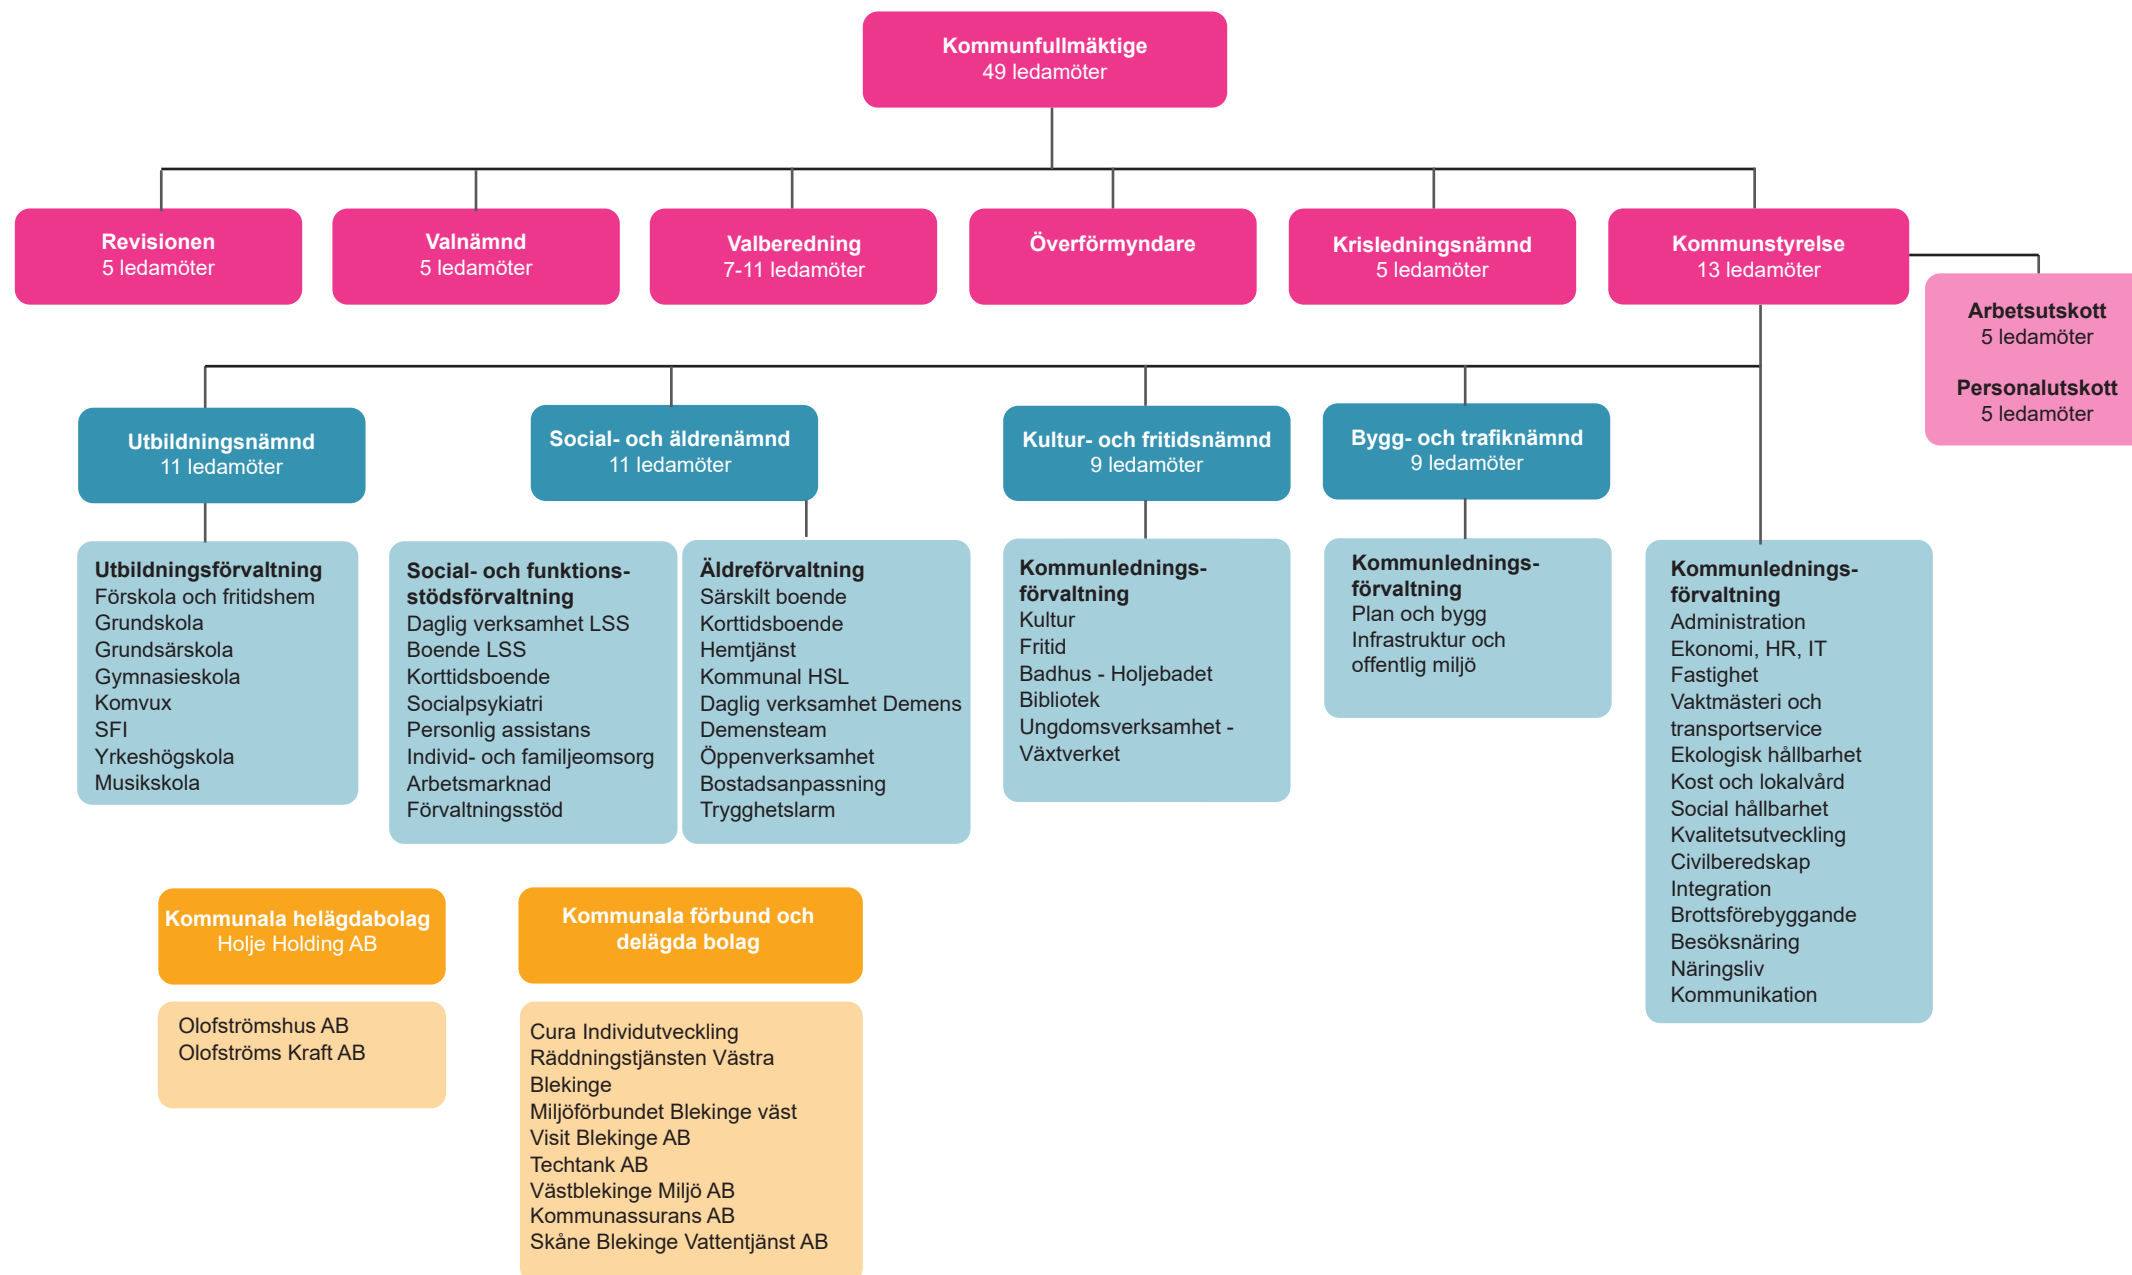 Kommunfullmäktige
49 ledamöter
Revisionen
5 ledamöter
Valnämnd
5 ledamöter
Valberedning
7-11 ledamöter
Överförmyndare
Krisledningsnämnd
5 ledamöter
Kommunstyrelse
13 ledamöter
Arbetsutskott
5 ledamöter
Personalutskott
5 ledamöter
Utbildningsnämnd
11 ledamöter
Social- och äldrenämnd
11 ledamöter
Kultur- och fritidsnämnd
9 ledamöter
Bygg- och trafiknämnd
9 ledamöter
Utbildningsförvaltning
Förskola och fritidshem
Grundskola
Grundsärskola
Gymnasieskola
Komvux
SFI
Yrkeshögskola
Musikskola
Social- och funktions-
stödsförvaltning
Daglig verksamhet LSS
Boende LSS
Korttidsboende
Socialpsykiatri
Personlig assistans
Individ- och familjeomsorg
Arbetsmarknad
Förvaltningsstöd
Äldreförvaltning
Särskilt boende
Korttidsboende
Hemtjänst
Kommunal HSL
Daglig verksamhet Demens
Demensteam
Öppenverksamhet
Bostadsanpassning
Trygghetslarm
Kommunlednings-
förvaltning
Kultur
Fritid
Badhus - Holjebadet
Bibliotek
Ungdomsverksamhet -
Växtverket
Kommunlednings-
förvaltning
Plan och bygg
Infrastruktur och
offentlig miljö
Kommunlednings-
förvaltning
Administration
Ekonomi, HR, IT
Fastighet
Vaktmästeri och
transportservice
Ekologisk hållbarhet
Kost och lokalvård
Social hållbarhet
Kvalitetsutveckling
Civilberedskap
Integration
Brottsförebyggande
Besöksnäring
Näringsliv
Kommunikation
Kommunala helägdabolag
Holje Holding AB
Olofströmshus AB
Olofströms Kraft AB
Kommunala förbund och
delägda bolag
Cura Individutveckling
Räddningstjänsten Västra
Blekinge
Miljöförbundet Blekinge väst
Visit Blekinge AB
Techtank AB
Västblekinge Miljö AB
Kommunassurans AB
Skåne Blekinge Vattentjänst AB